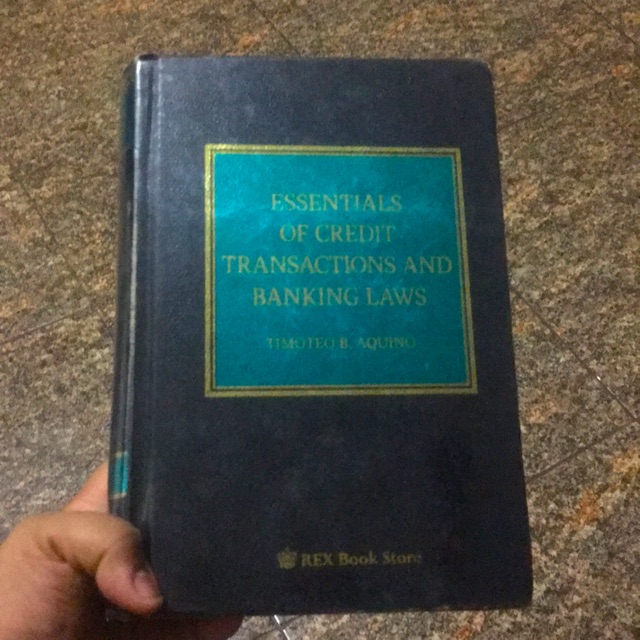 ESSENTIALS
OF CREDIT
TRANSACTIONS AND
BANKING LAWS
TIMOTEO B. AQUINO
REX Book Store